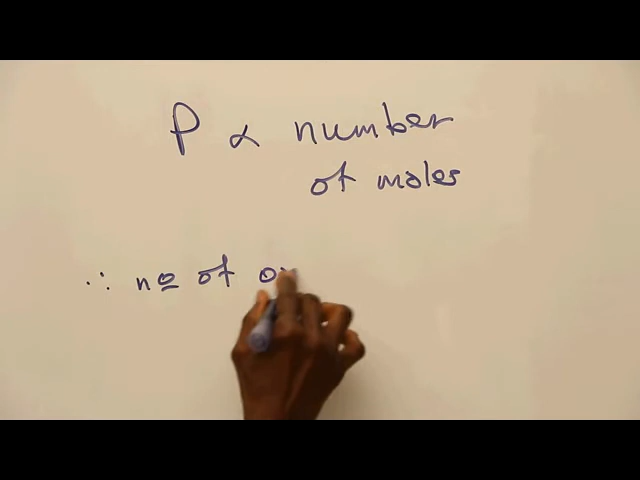 P ∝ number
of moles
∴ no of